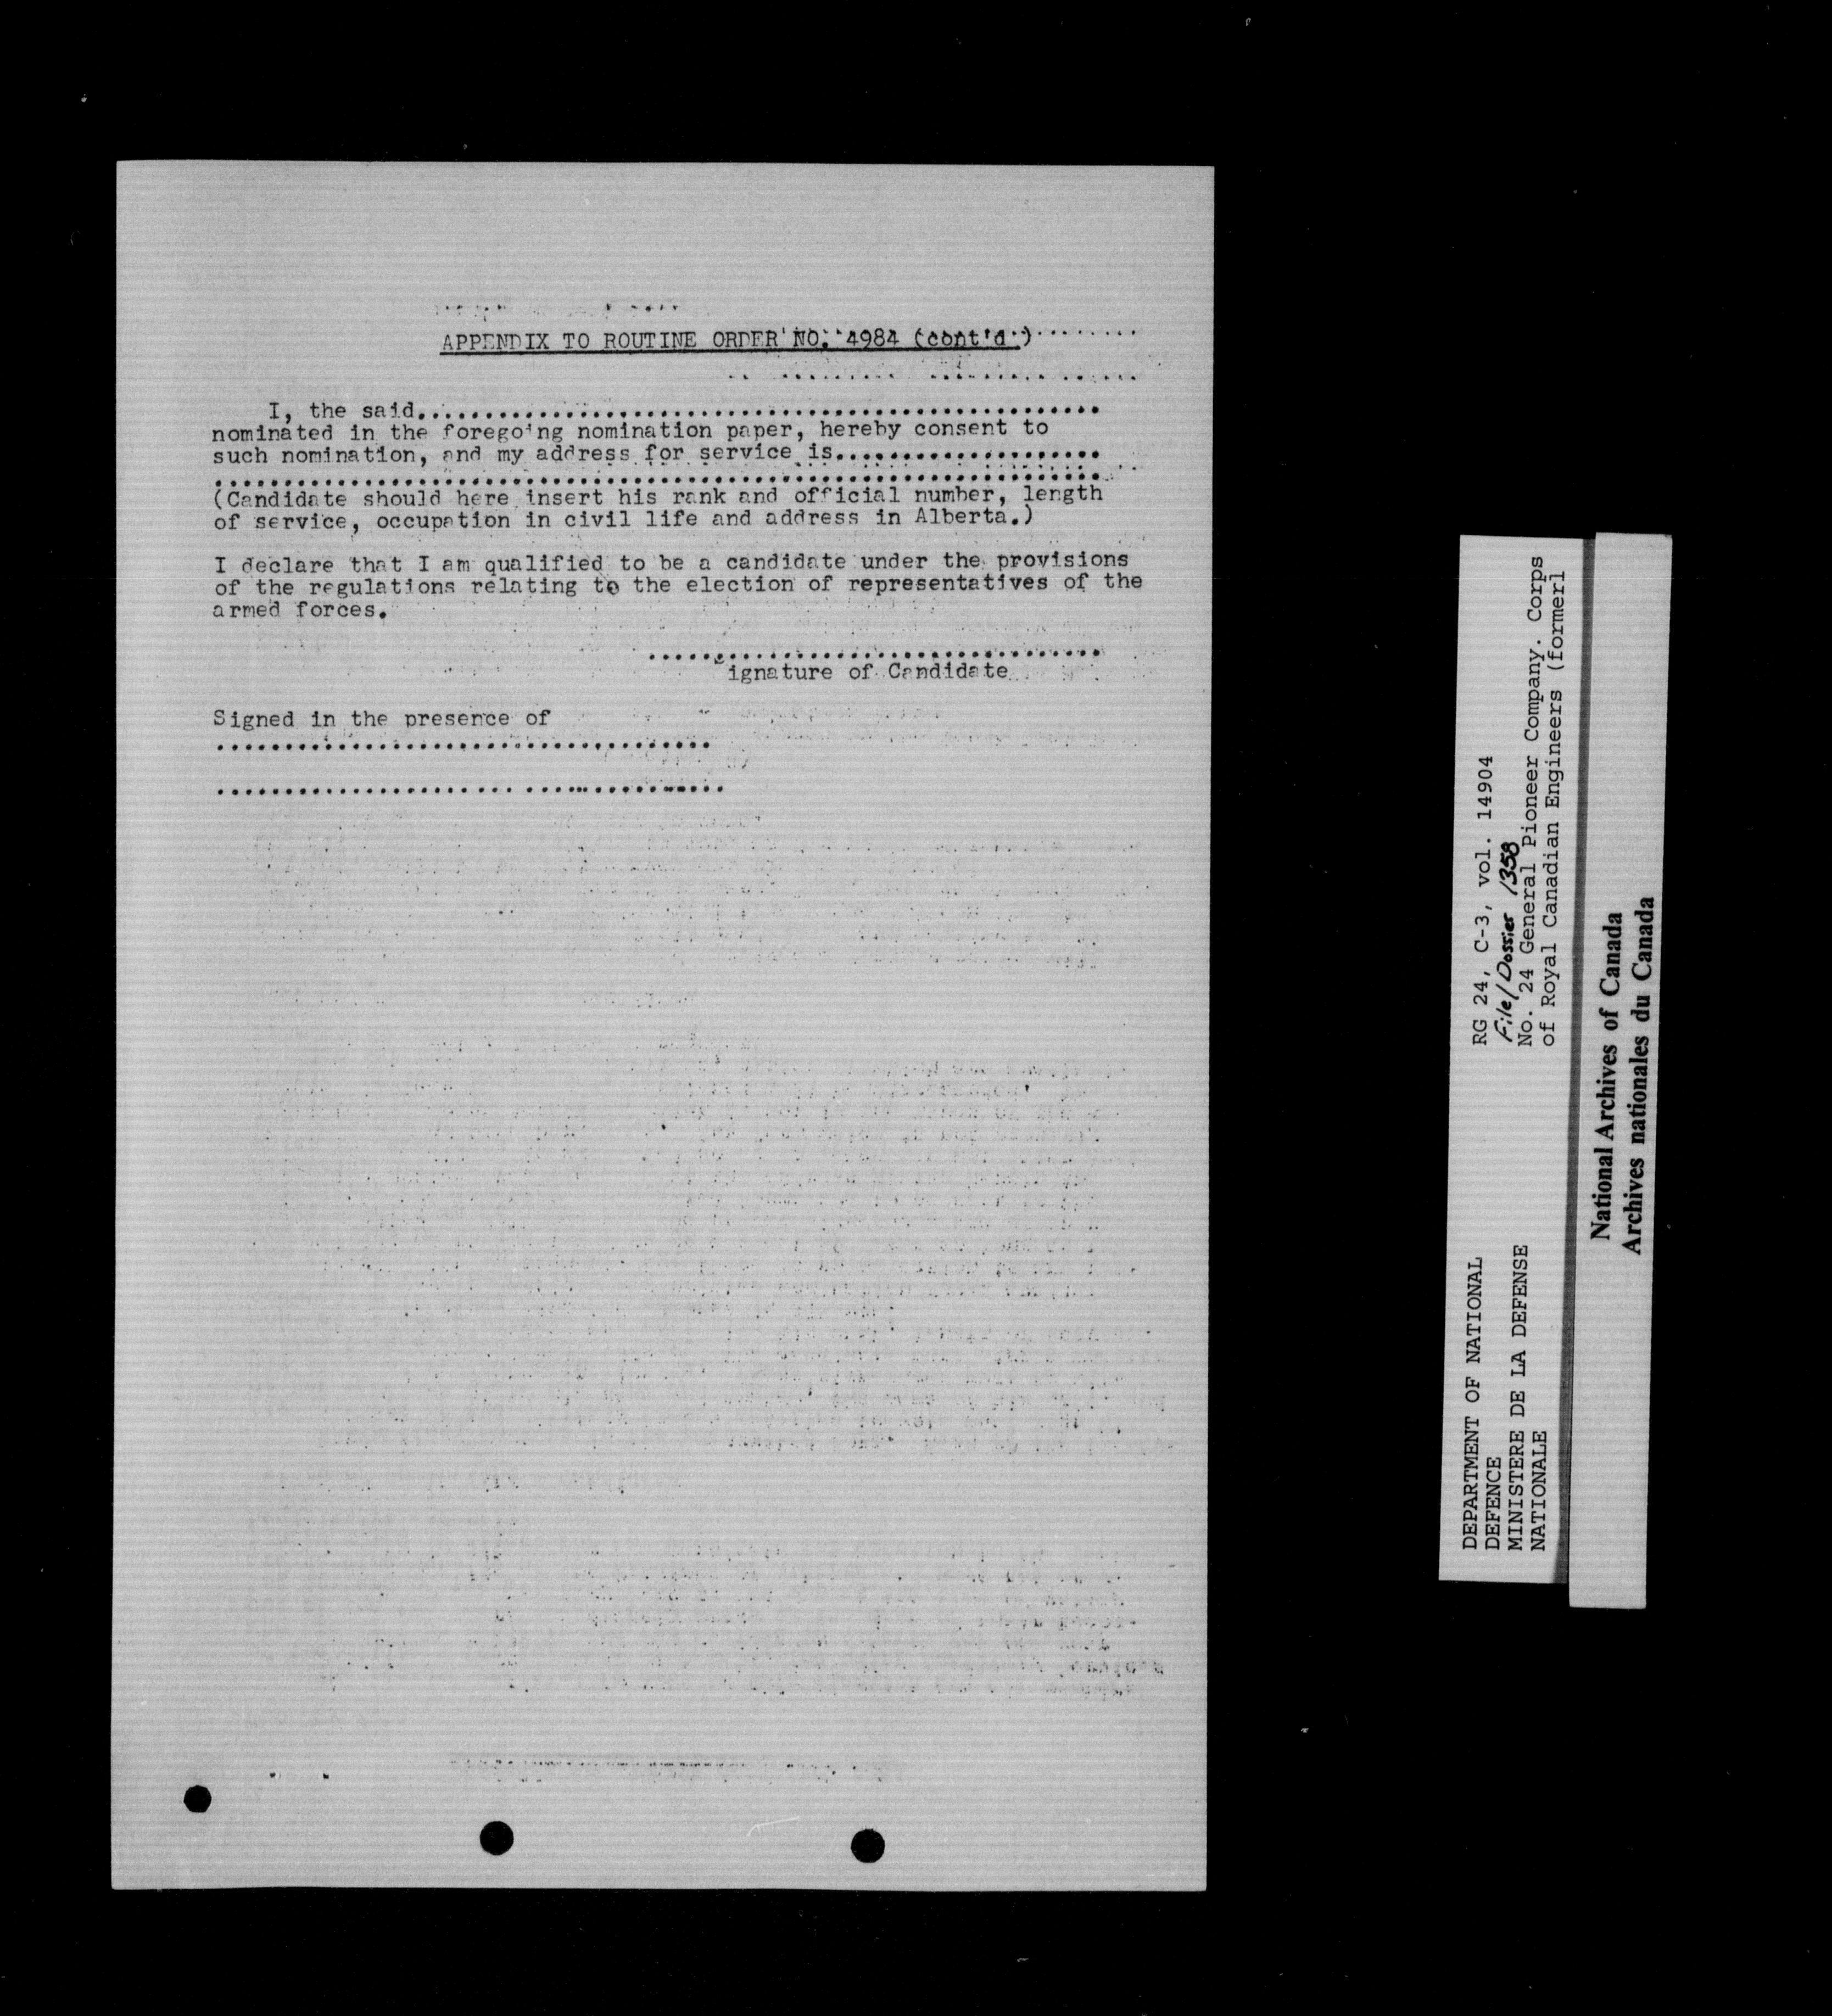 APPENDIX TO ROUTINE ORDER NO. 4984 (cont'd.)
I, the said..................................................
nominated in the foregoing nomination paper, hereby consent to
such nomination, and my address for service is....................
..................................................................
(Candidate should here insert his rank and official number, length
of service, occupation in civil life and address in Alberta.)
I declare that I am qualified to be a candidate under the provisions
of the regulations relating to the election of representatives of the
armed forces.
..................................
ignature of Candidate
Signed in the presence of
.....................................
.....................................
RG 24, C-3, vol. 14904
File/Dossier 1358
No. 24 General Pioneer Company. Corps
of Royal Canadian Engineers (formerl
DEPARTMENT OF NATIONAL
DEFENCE
MINISTERE DE LA DEFENSE
NATIONALE
National Archives of Canada
Archives nationales du Canada